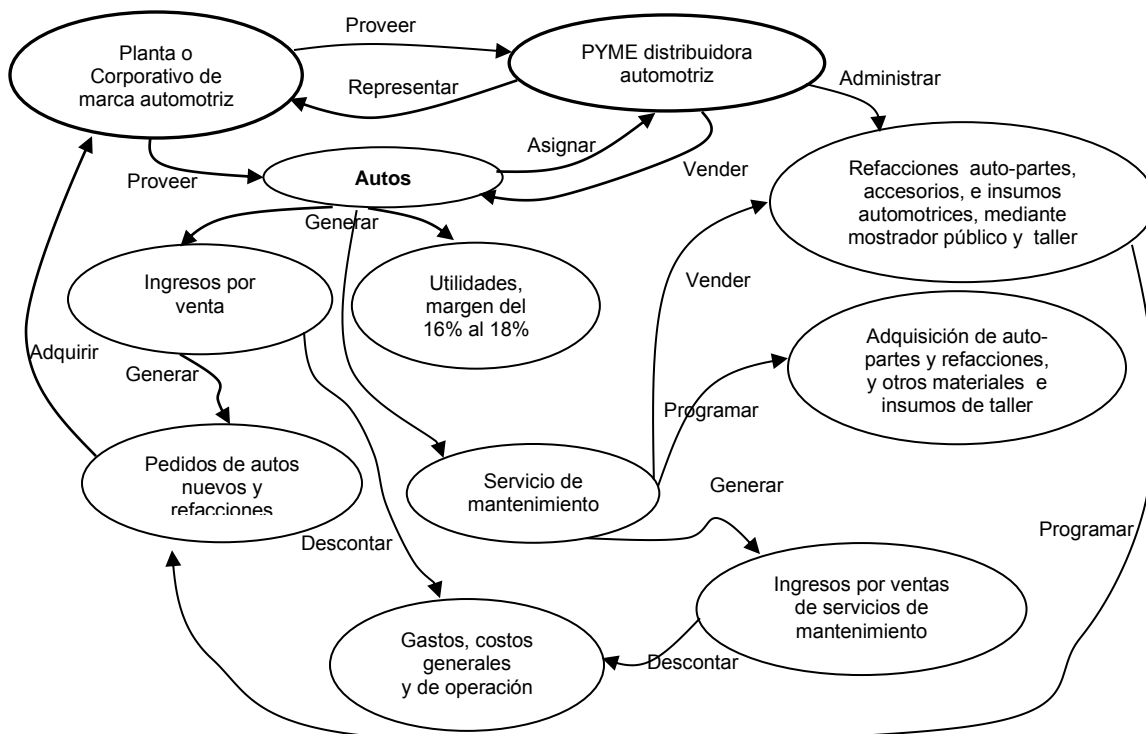 Proveer
Planta o
Corporativo de
marca automotriz
PYME distribuidora
automotriz
Representar
Administrar
Asignar
Proveer
Autos
Vender
Refacciones auto-partes,
accesorios, e insumos
automotrices, mediante
mostrador público y taller
Generar
Ingresos por
venta
Utilidades,
margen del
16% al 18%
Vender
Adquirir
Generar
Adquisición de auto-
partes y refacciones,
y otros materiales e
insumos de taller
Programar
Pedidos de autos
nuevos y
refacciones
Servicio de
mantenimiento
Generar
Programar
Descontar
Ingresos por ventas
de servicios de
mantenimiento
Gastos, costos
generales
y de operación
Descontar